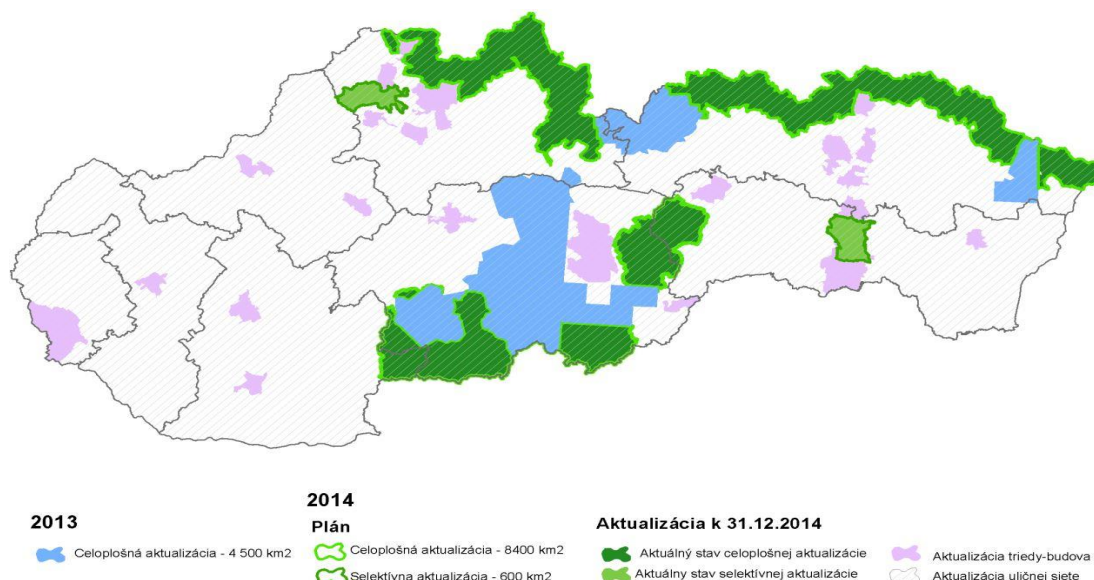 2013
Celoplošná aktualizácia - 4 500 km2
2014
Plán
Celoplošná aktualizácia - 8400 km2
Selektívna aktualizácia - 600 km2
Aktualizácia k 31.12.2014
Aktuálný stav celoplošnej aktualizácie
Aktuálny stav selektívnej aktualizácie
Aktualizácia triedy-budova
Aktualizácia uličnej siete